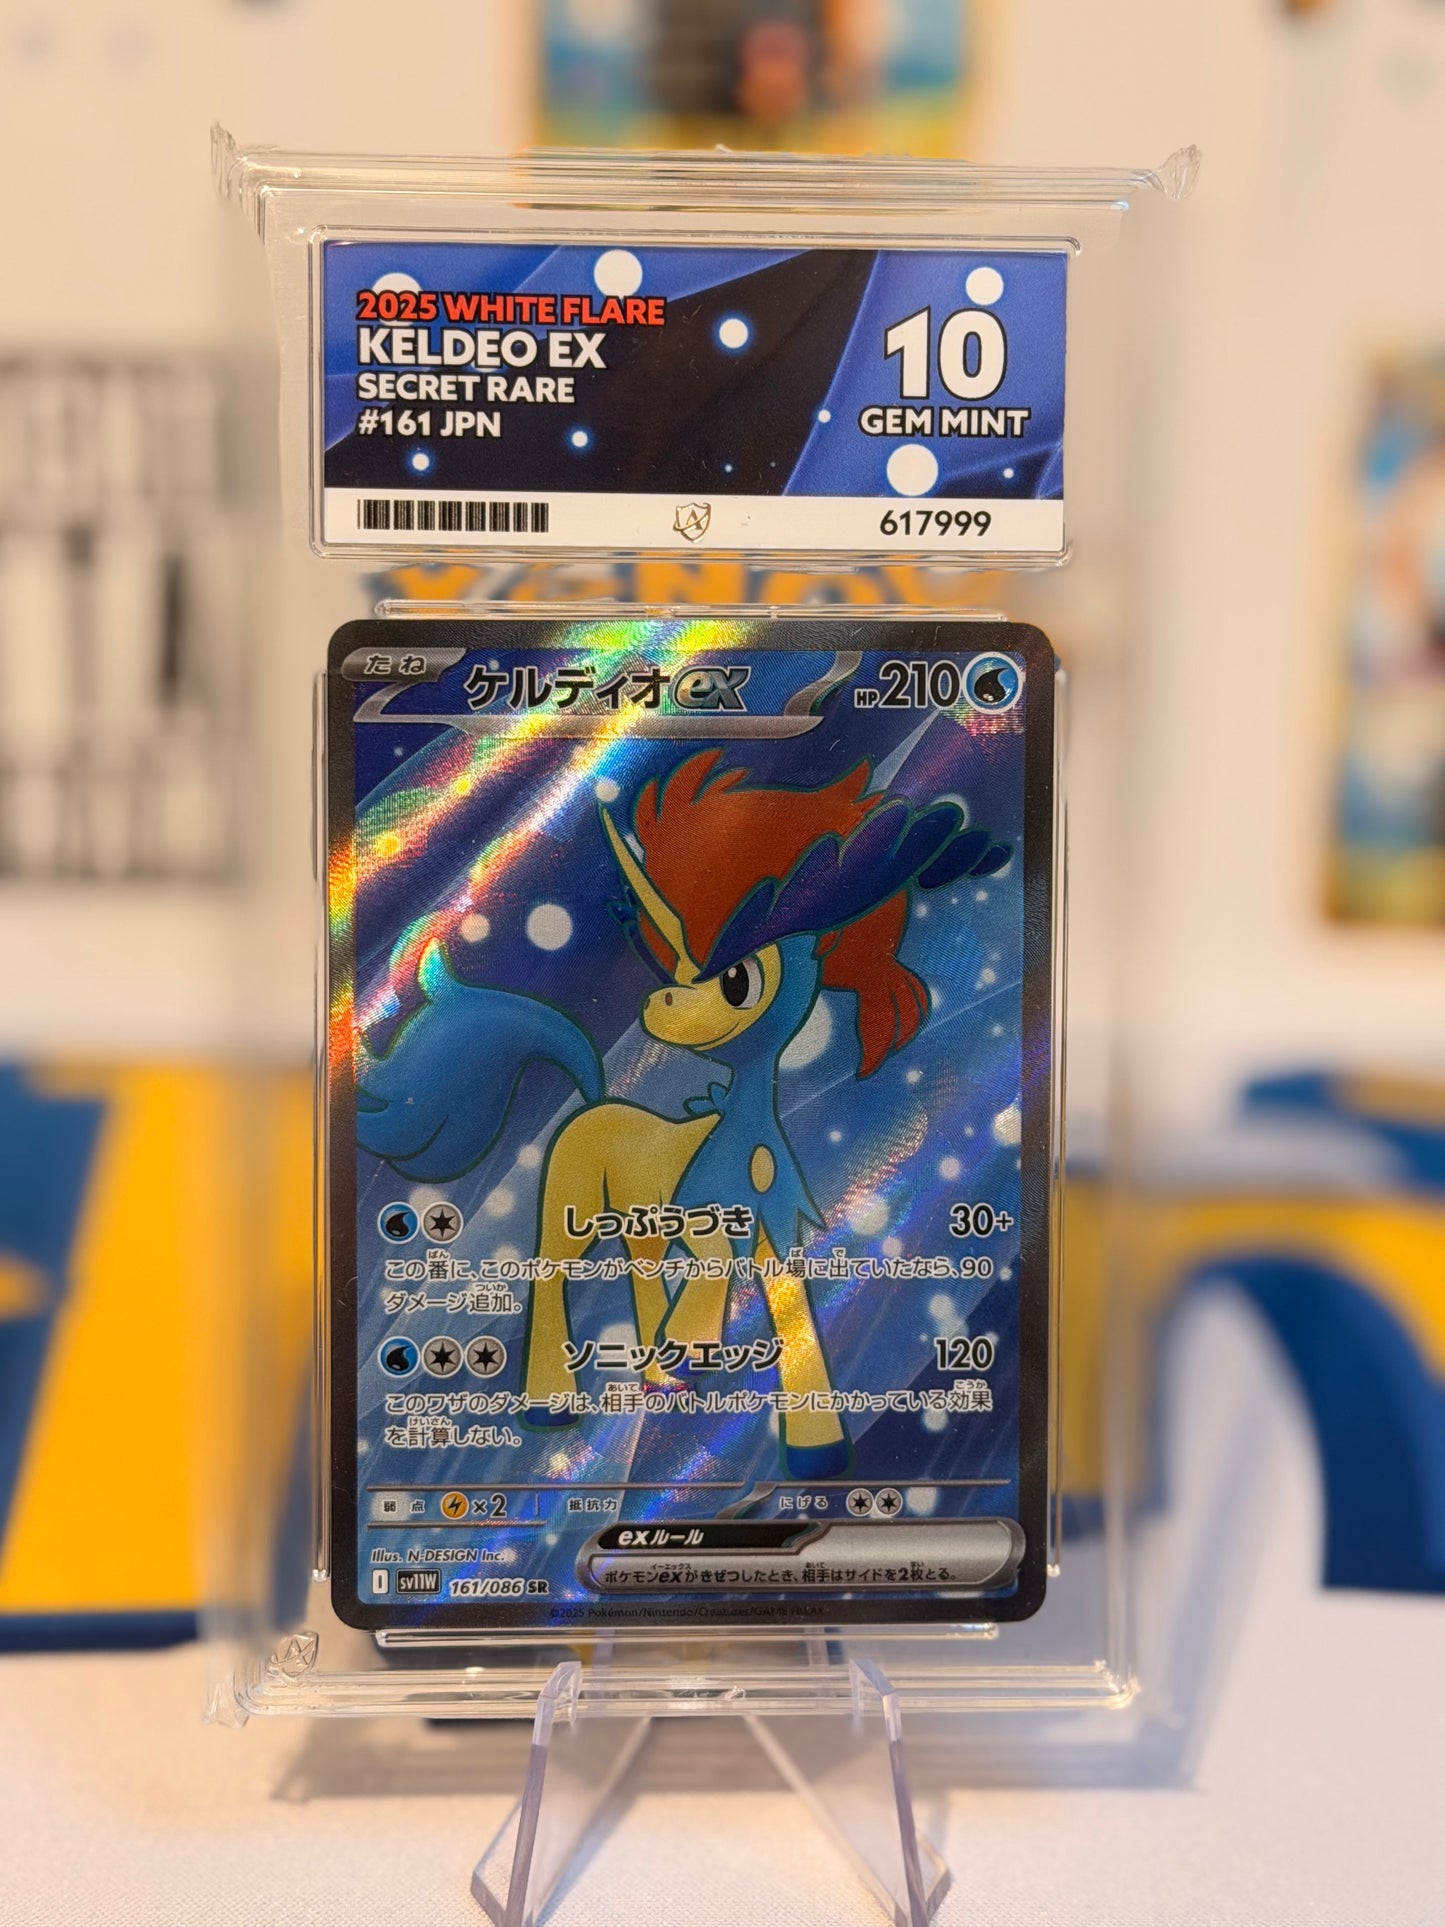 2025 WHITE FLARE
KELDEO EX
SECRET RARE
#161 JPN
10
GEM MINT
617999
たね
ケルディオex
HP210
しっぷうづき 30+
この番に、このポケモンがベンチからバトル場に出ていたなら、90
ダメージ追加。
ソニックエッジ 120
このワザのダメージは、相手のバトルポケモンにかかっている効果
を計算しない。
弱点 ×2 抵抗力 にげる
exルール
ポケモンexがきぜつしたとき、相手はサイドを2枚とる。
Illus. N-DESIGN Inc.
I sv11W 161/086 SR
©2025 Pokémon/Nintendo/Creatures/GAME FREAK